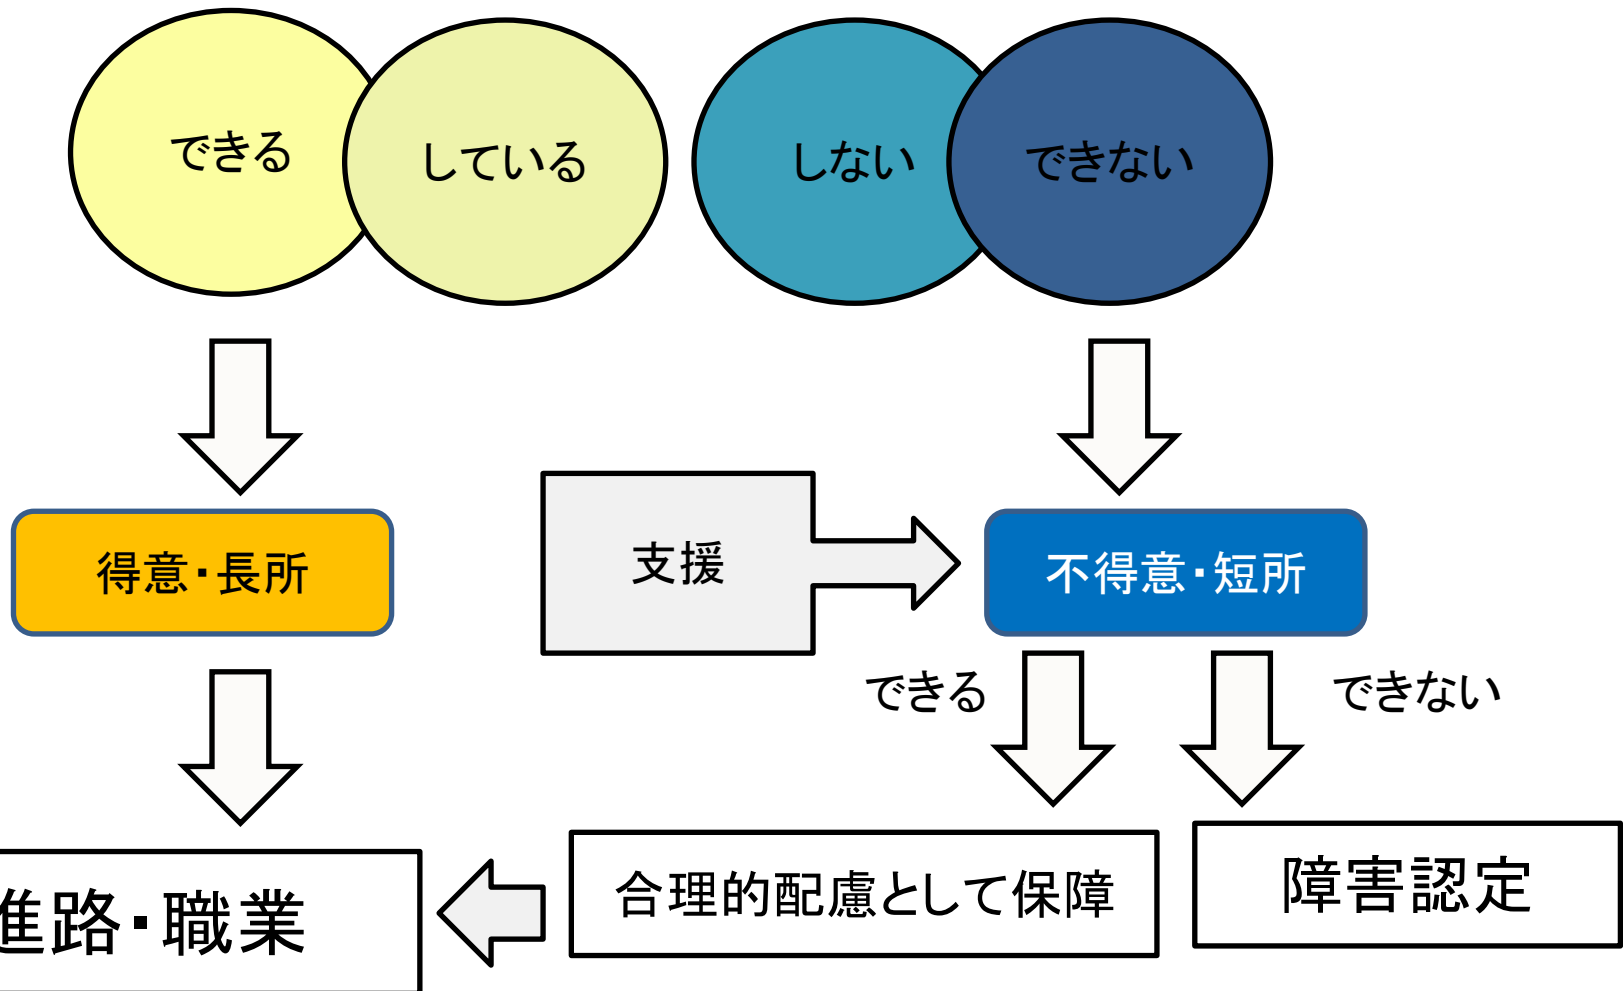 できる
している
しない
できない
得意・長所
支援
不得意・短所
できる
できない
進路・職業
合理的配慮として保障
障害認定